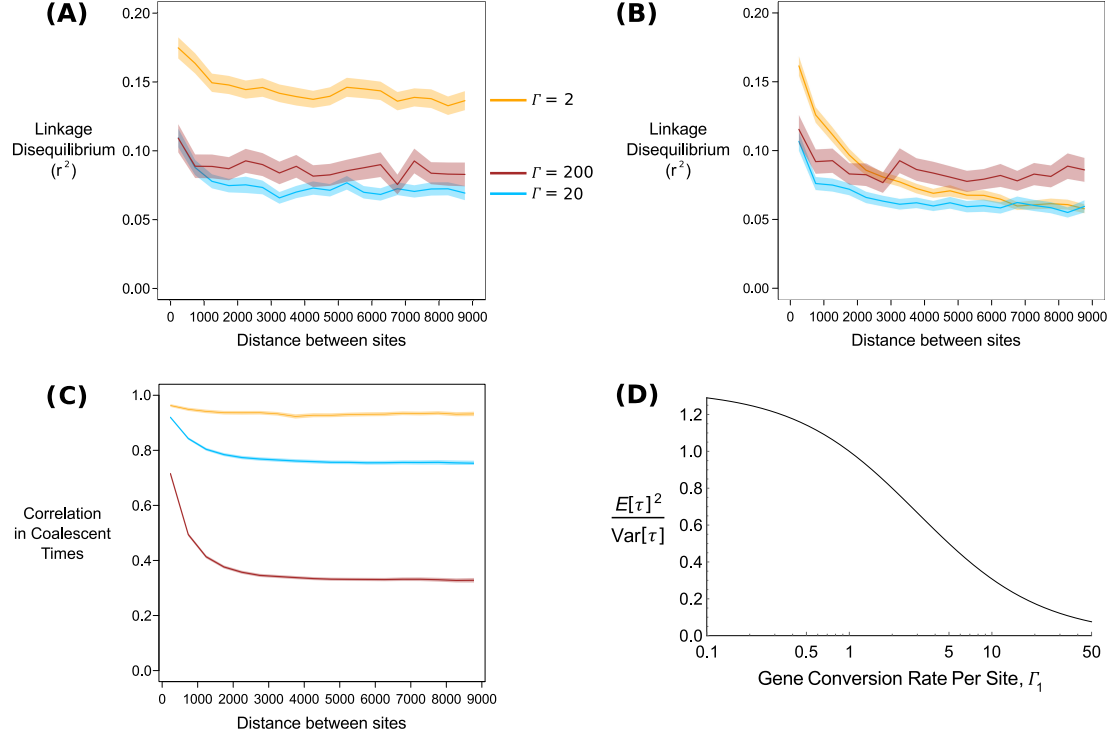 (A)
0.20
0.15
0.10
0.05
0.00
Linkage
Disequilibrium
(r²)
0 1000 2000 3000 4000 5000 6000 7000 8000 9000
Distance between sites
Γ = 2
Γ = 200
Γ = 20
(B)
0.20
0.15
0.10
0.05
0.00
Linkage
Disequilibrium
(r²)
0 1000 2000 3000 4000 5000 6000 7000 8000 9000
Distance between sites
(C)
1.0
0.8
0.6
0.4
0.2
0.0
Correlation
in Coalescent
Times
0 1000 2000 3000 4000 5000 6000 7000 8000 9000
Distance between sites
(D)
1.2
1.0
0.8
0.6
0.4
0.2
0.0
E[τ]²
Var[τ]
0.1 0.5 1 5 10 50
Gene Conversion Rate Per Site, Γ₁